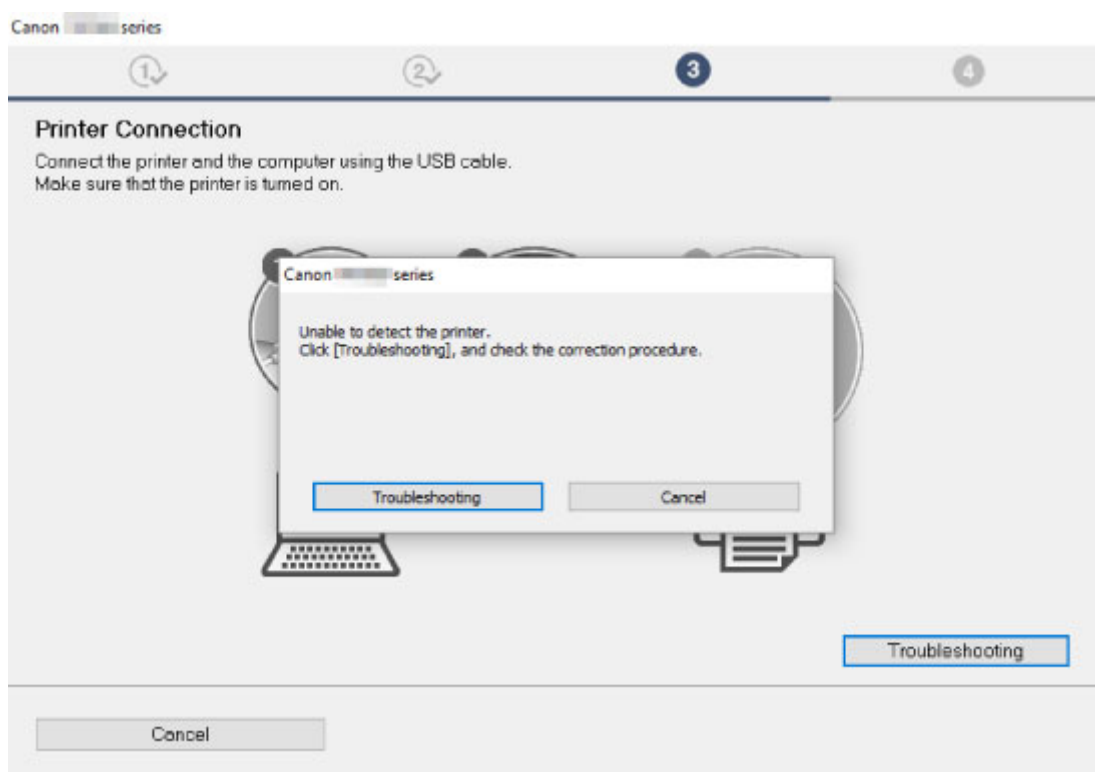 Canon series
1 2 3 4
Printer Connection
Connect the printer and the computer using the USB cable.
Make sure that the printer is turned on.
Canon series
Unable to detect the printer.
Click [Troubleshooting], and check the correction procedure.
Troubleshooting Cancel
Troubleshooting
Cancel